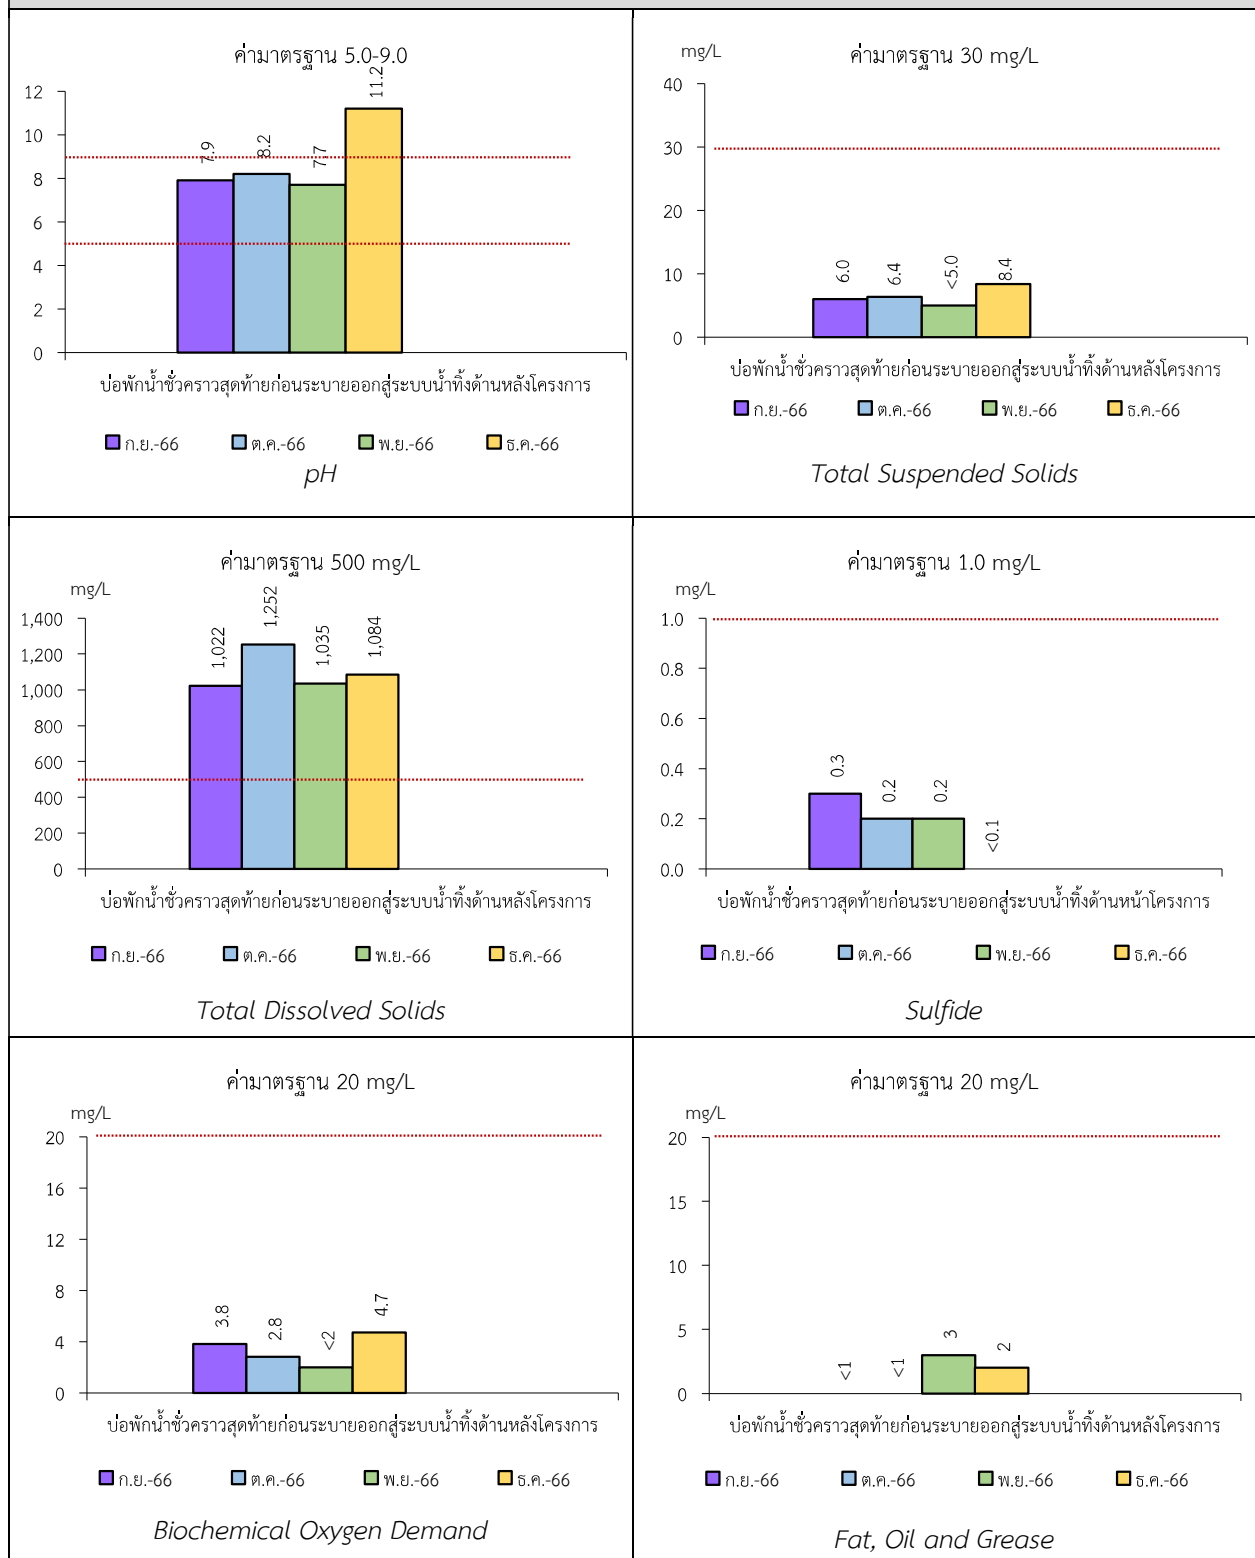 ค่ามาตรฐาน 5.0-9.0
12
10
8
6
4
2
0
7.9
8.2
7.7
11.2
บ่อพักน้ำชั่วคราวสุดท้ายก่อนระบายออกสู่ระบบน้ำทิ้งด้านหลังโครงการ
ก.ย.-66 ต.ค.-66 พ.ย.-66 ธ.ค.-66
pH
mg/L
ค่ามาตรฐาน 30 mg/L
40
30
20
10
0
6.0
6.4
<5.0
8.4
บ่อพักน้ำชั่วคราวสุดท้ายก่อนระบายออกสู่ระบบน้ำทิ้งด้านหลังโครงการ
ก.ย.-66 ต.ค.-66 พ.ย.-66 ธ.ค.-66
Total Suspended Solids
ค่ามาตรฐาน 500 mg/L
mg/L
1,400
1,200
1,000
800
600
400
200
0
1,022
1,252
1,035
1,084
บ่อพักน้ำชั่วคราวสุดท้ายก่อนระบายออกสู่ระบบน้ำทิ้งด้านหลังโครงการ
ก.ย.-66 ต.ค.-66 พ.ย.-66 ธ.ค.-66
Total Dissolved Solids
ค่ามาตรฐาน 1.0 mg/L
mg/L
1.0
0.8
0.6
0.4
0.2
0.0
0.3
0.2
0.2
<0.1
บ่อพักน้ำชั่วคราวสุดท้ายก่อนระบายออกสู่ระบบน้ำทิ้งด้านหน้าโครงการ
ก.ย.-66 ต.ค.-66 พ.ย.-66 ธ.ค.-66
Sulfide
ค่ามาตรฐาน 20 mg/L
mg/L
20
16
12
8
4
0
3.8
2.8
<2
4.7
บ่อพักน้ำชั่วคราวสุดท้ายก่อนระบายออกสู่ระบบน้ำทิ้งด้านหลังโครงการ
ก.ย.-66 ต.ค.-66 พ.ย.-66 ธ.ค.-66
Biochemical Oxygen Demand
ค่ามาตรฐาน 20 mg/L
mg/L
20
15
10
5
0
<1
<1
3
2
บ่อพักน้ำชั่วคราวสุดท้ายก่อนระบายออกสู่ระบบน้ำทิ้งด้านหลังโครงการ
ก.ย.-66 ต.ค.-66 พ.ย.-66 ธ.ค.-66
Fat, Oil and Grease